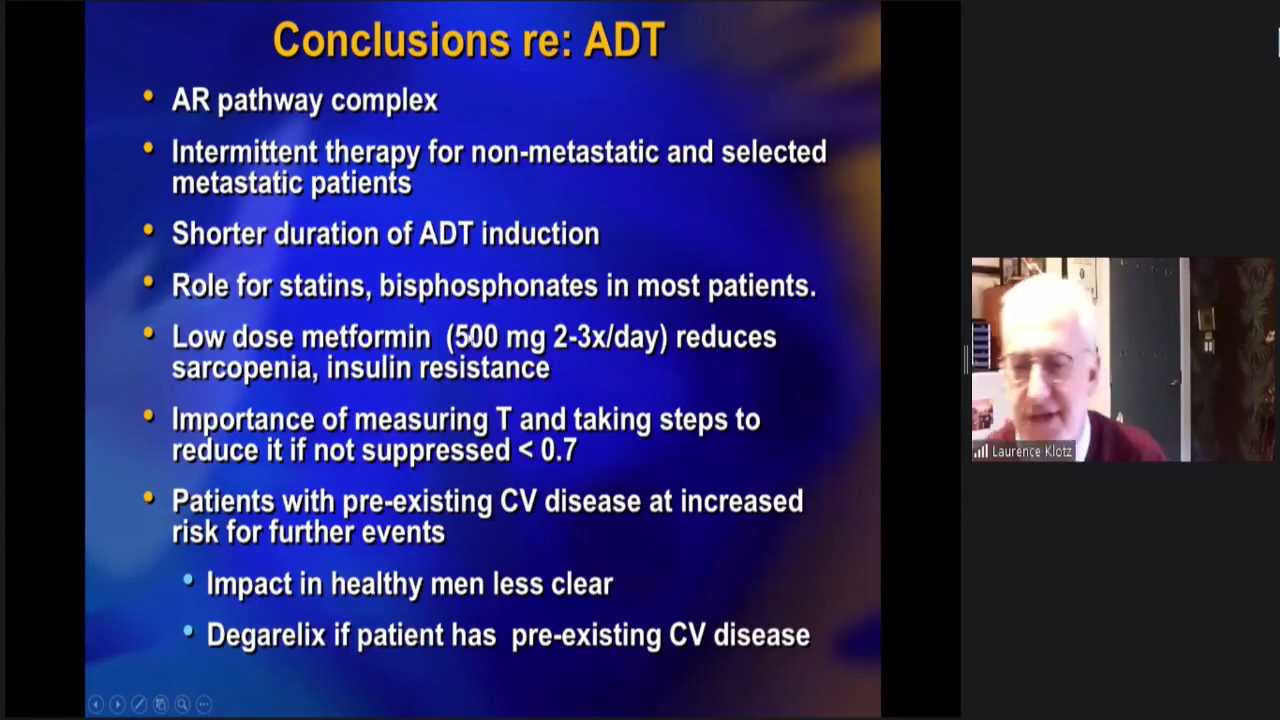 Conclusions re: ADT
AR pathway complex
Intermittent therapy for non-metastatic and selected
metastatic patients
Shorter duration of ADT induction
Role for statins, bisphosphonates in most patients.
Low dose metformin (500 mg 2-3x/day) reduces
sarcopenia, insulin resistance
Importance of measuring T and taking steps to
reduce it if not suppressed < 0.7
Patients with pre-existing CV disease at increased
risk for further events
Impact in healthy men less clear
Degarelix if patient has pre-existing CV disease
Laurence Klotz